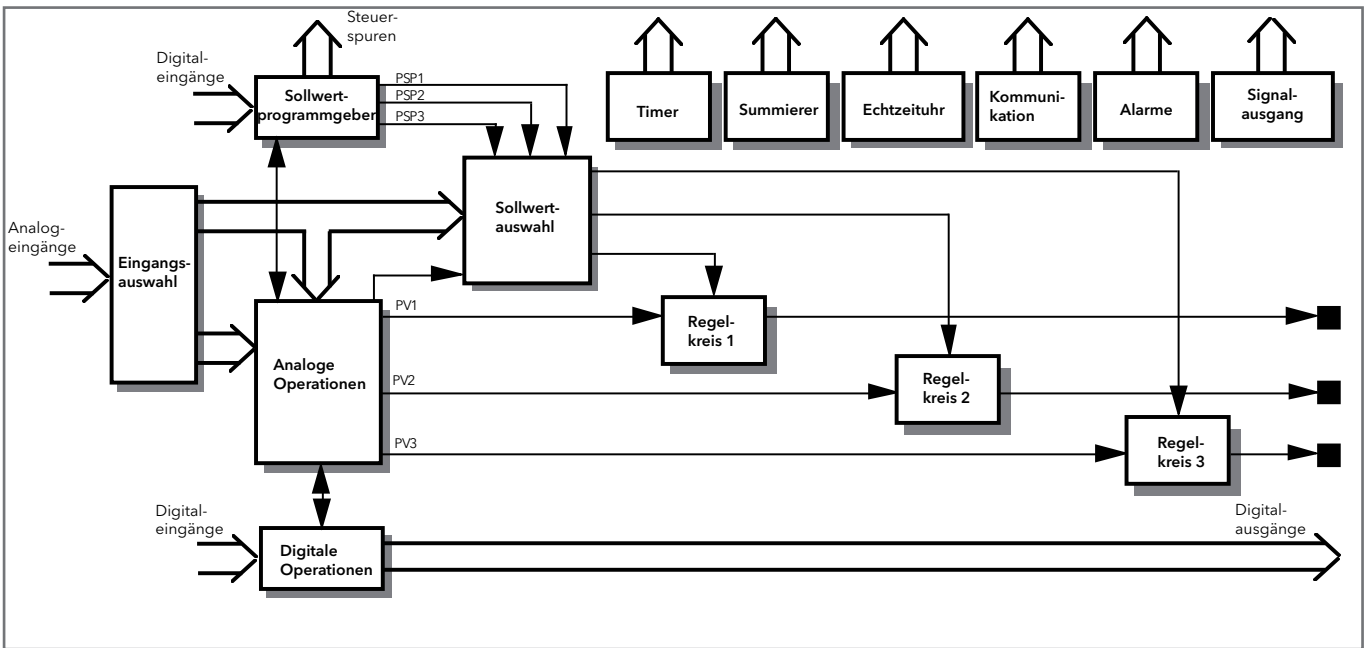 Steuer-
spuren
Digital-
eingänge
Sollwert-
programmgeber
PSP1
PSP2
PSP3
Timer
Summierer
Echtzeituhr
Kommuni-
kation
Alarme
Signal-
ausgang
Analog-
eingänge
Eingangs-
auswahl
Sollwert-
auswahl
Analoge
Operationen
PV1
PV2
PV3
Regel-
kreis 1
Regel-
kreis 2
Regel-
kreis 3
Digital-
eingänge
Digitale
Operationen
Digital-
ausgänge